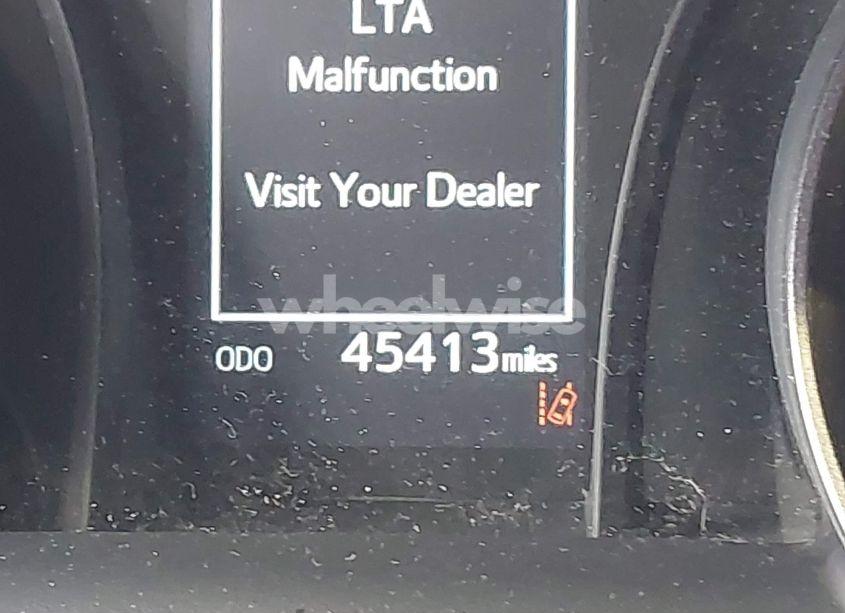 LTA
Malfunction
Visit Your Dealer
wheelwise
ODO 45413 miles